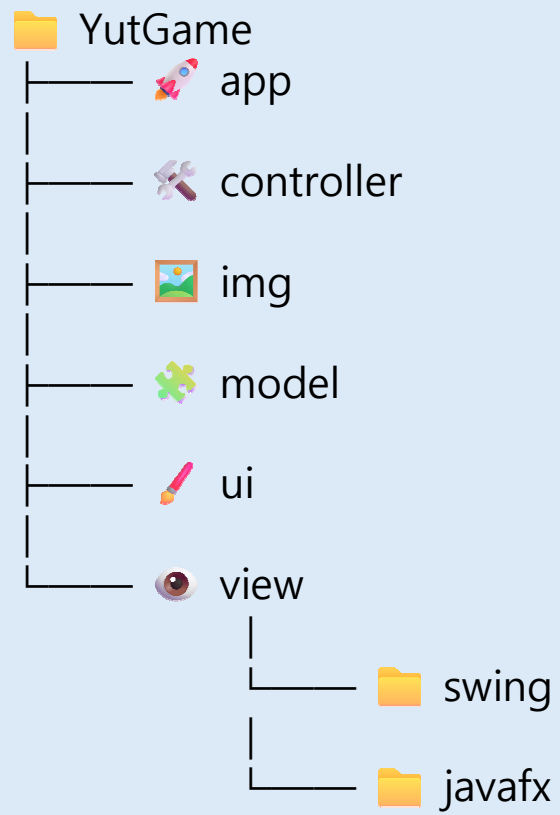 YutGame
app
controller
img
model
ui
view
swing
javafx